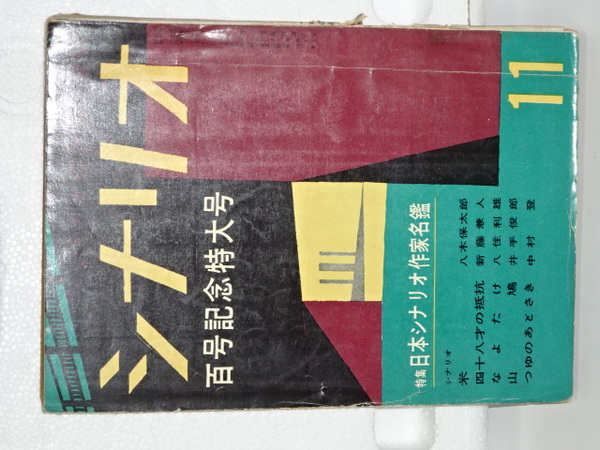 シナリオ
11
百号記念特大号
特集 日本シナリオ作家名鑑
シナリオ
米 八木保太郎
四十八才の抵抗 新藤兼人
なよたけ 八住利雄
山鳩 井手俊郎
つゆのあとさき 中村登